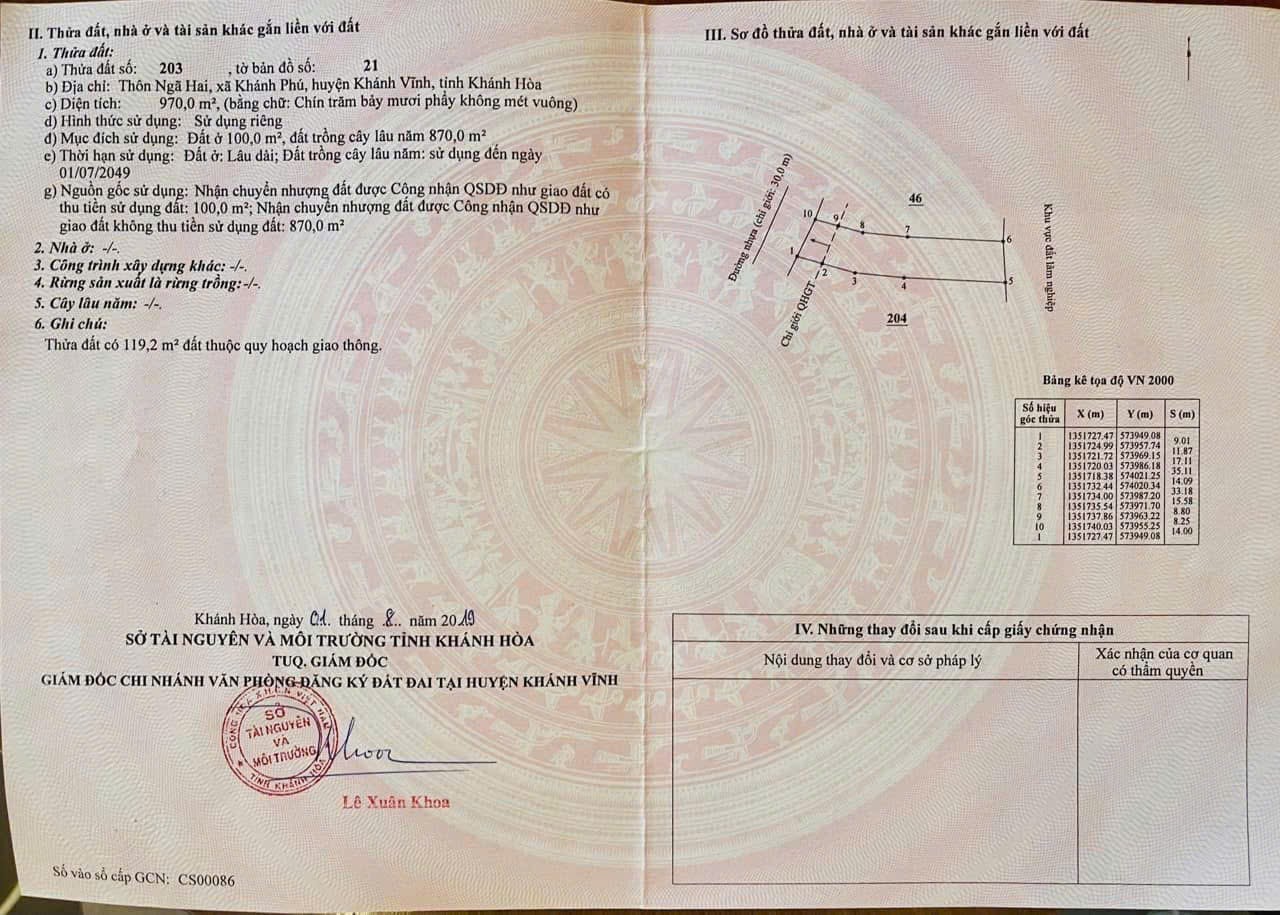 II. Thửa đất, nhà ở và tài sản khác gắn liền với đất
1. Thửa đất:
a) Thửa đất số: 203 , tờ bản đồ số: 21
b) Địa chỉ: Thôn Ngã Hai, xã Khánh Phú, huyện Khánh Vĩnh, tỉnh Khánh Hòa
c) Diện tích: 970,0 m², (bằng chữ: Chín trăm bảy mươi phẩy không mét vuông)
d) Hình thức sử dụng: Sử dụng riêng
đ) Mục đích sử dụng: Đất ở 100,0 m², đất trồng cây lâu năm 870,0 m²
e) Thời hạn sử dụng: Đất ở: Lâu dài; Đất trồng cây lâu năm: sử dụng đến ngày
01/07/2049
g) Nguồn gốc sử dụng: Nhận chuyển nhượng đất được Công nhận QSDĐ như giao đất có
thu tiền sử dụng đất: 100,0 m²; Nhận chuyển nhượng đất được Công nhận QSDĐ như
giao đất không thu tiền sử dụng đất: 870,0 m²
2. Nhà ở: -/-.
3. Công trình xây dựng khác: -/-.
4. Rừng sản xuất là rừng trồng: -/-.
5. Cây lâu năm: -/-.
6. Ghi chú:
Thửa đất có 119,2 m² đất thuộc quy hoạch giao thông.
Khánh Hòa, ngày 01. tháng 8.. năm 2019
SỞ TÀI NGUYÊN VÀ MÔI TRƯỜNG TỈNH KHÁNH HÒA
TUQ. GIÁM ĐỐC
GIÁM ĐỐC CHI NHÁNH VĂN PHÒNG ĐĂNG KÝ ĐẤT ĐAI TẠI HUYỆN KHÁNH VĨNH
CỘNG HÒA X.H.C.N VIỆT NAM
SỞ
TÀI NGUYÊN
VÀ
MÔI TRƯỜNG
TỈNH KHÁNH HÒA
Lê Xuân Khoa
Số vào sổ cấp GCN: CS00086
III. Sơ đồ thửa đất, nhà ở và tài sản khác gắn liền với đất
Đường nhựa (chỉ giới: 30,0 m)
Chỉ giới QHGT
Khu vực đất lâm nghiệp
46
10
9
8
7
6
1
2
3
4
5
204
Bảng kê tọa độ VN 2000
Số hiệu góc thửa X (m) Y (m) S (m)
1 1351727.47 573949.08
9.01
2 1351724.99 573957.74
11.87
3 1351721.72 573969.15
17.11
4 1351720.03 573986.18
35.11
5 1351718.38 574021.25
14.09
6 1351732.44 574020.34
33.18
7 1351734.00 573987.20
15.58
8 1351735.54 573971.70
8.80
9 1351737.86 573963.22
8.25
10 1351740.03 573955.25
14.00
1 1351727.47 573949.08
IV. Những thay đổi sau khi cấp giấy chứng nhận
Nội dung thay đổi và cơ sở pháp lý
Xác nhận của cơ quan
có thẩm quyền